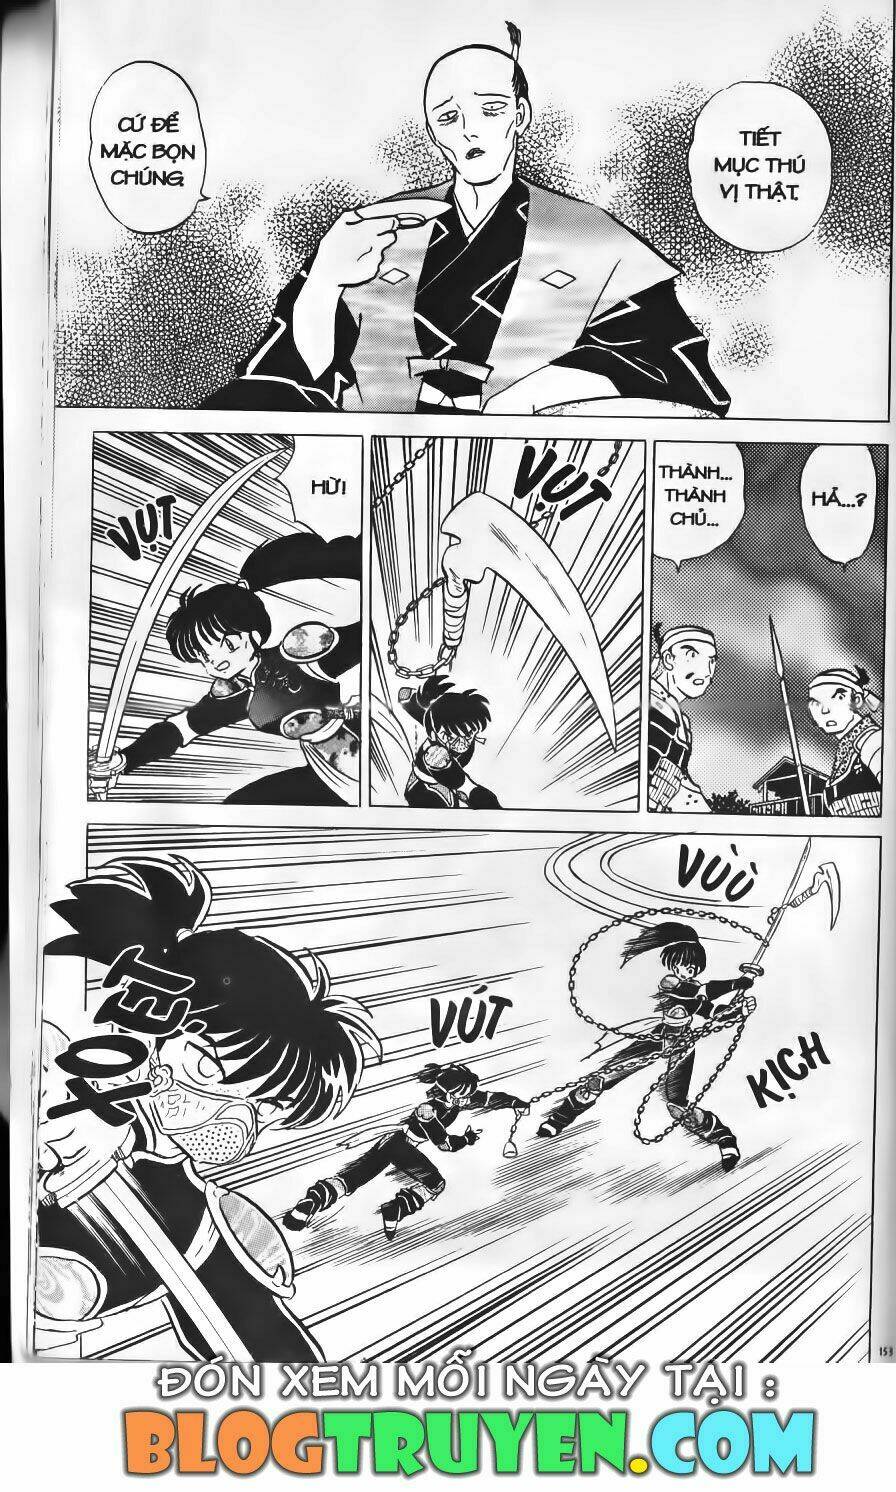 TIẾT
MỤC THÚ
VỊ THẬT.
CỨ ĐỂ
MẶC BỌN
CHÚNG.
HẢ...?
THÀNH...
THÀNH
CHỦ...
VỤT
HỪ!
VỤT
VÙÙ
KỊCH
VÚT
XOẸT
153
ĐÓN XEM MỖI NGÀY TẠI :
BLOGTRUYEN.COM